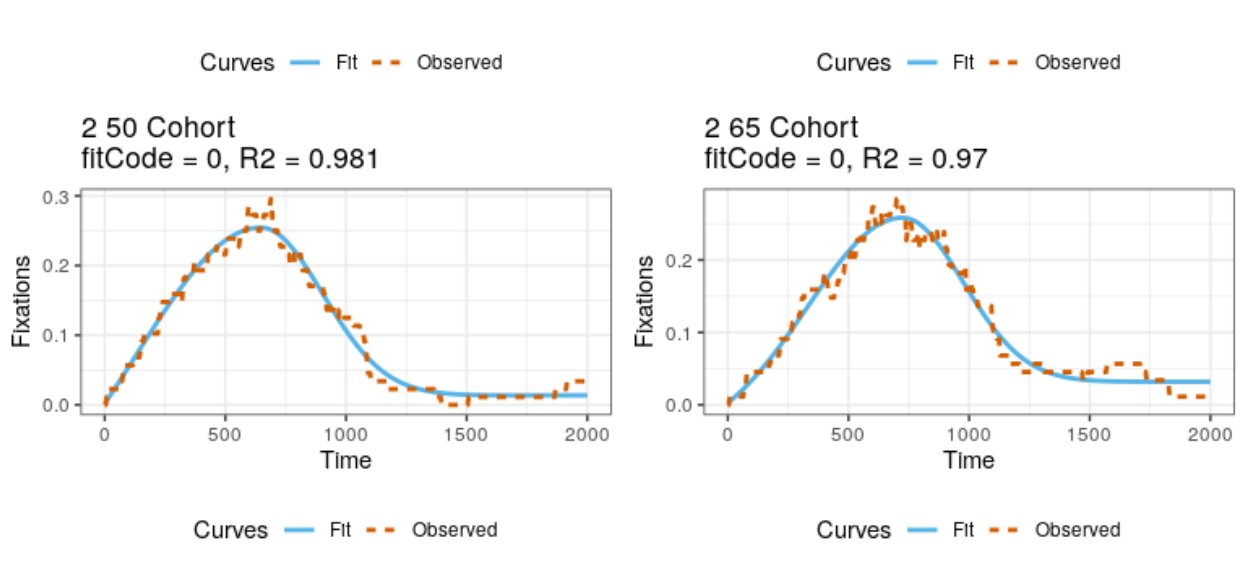 Curves Fit Observed
Curves Fit Observed
2 50 Cohort
fitCode = 0, R2 = 0.981
0.3
0.2
0.1
0.0
Fixations
0 500 1000 1500 2000
Time
2 65 Cohort
fitCode = 0, R2 = 0.97
0.2
0.1
0.0
Fixations
0 500 1000 1500 2000
Time
Curves Fit Observed
Curves Fit Observed